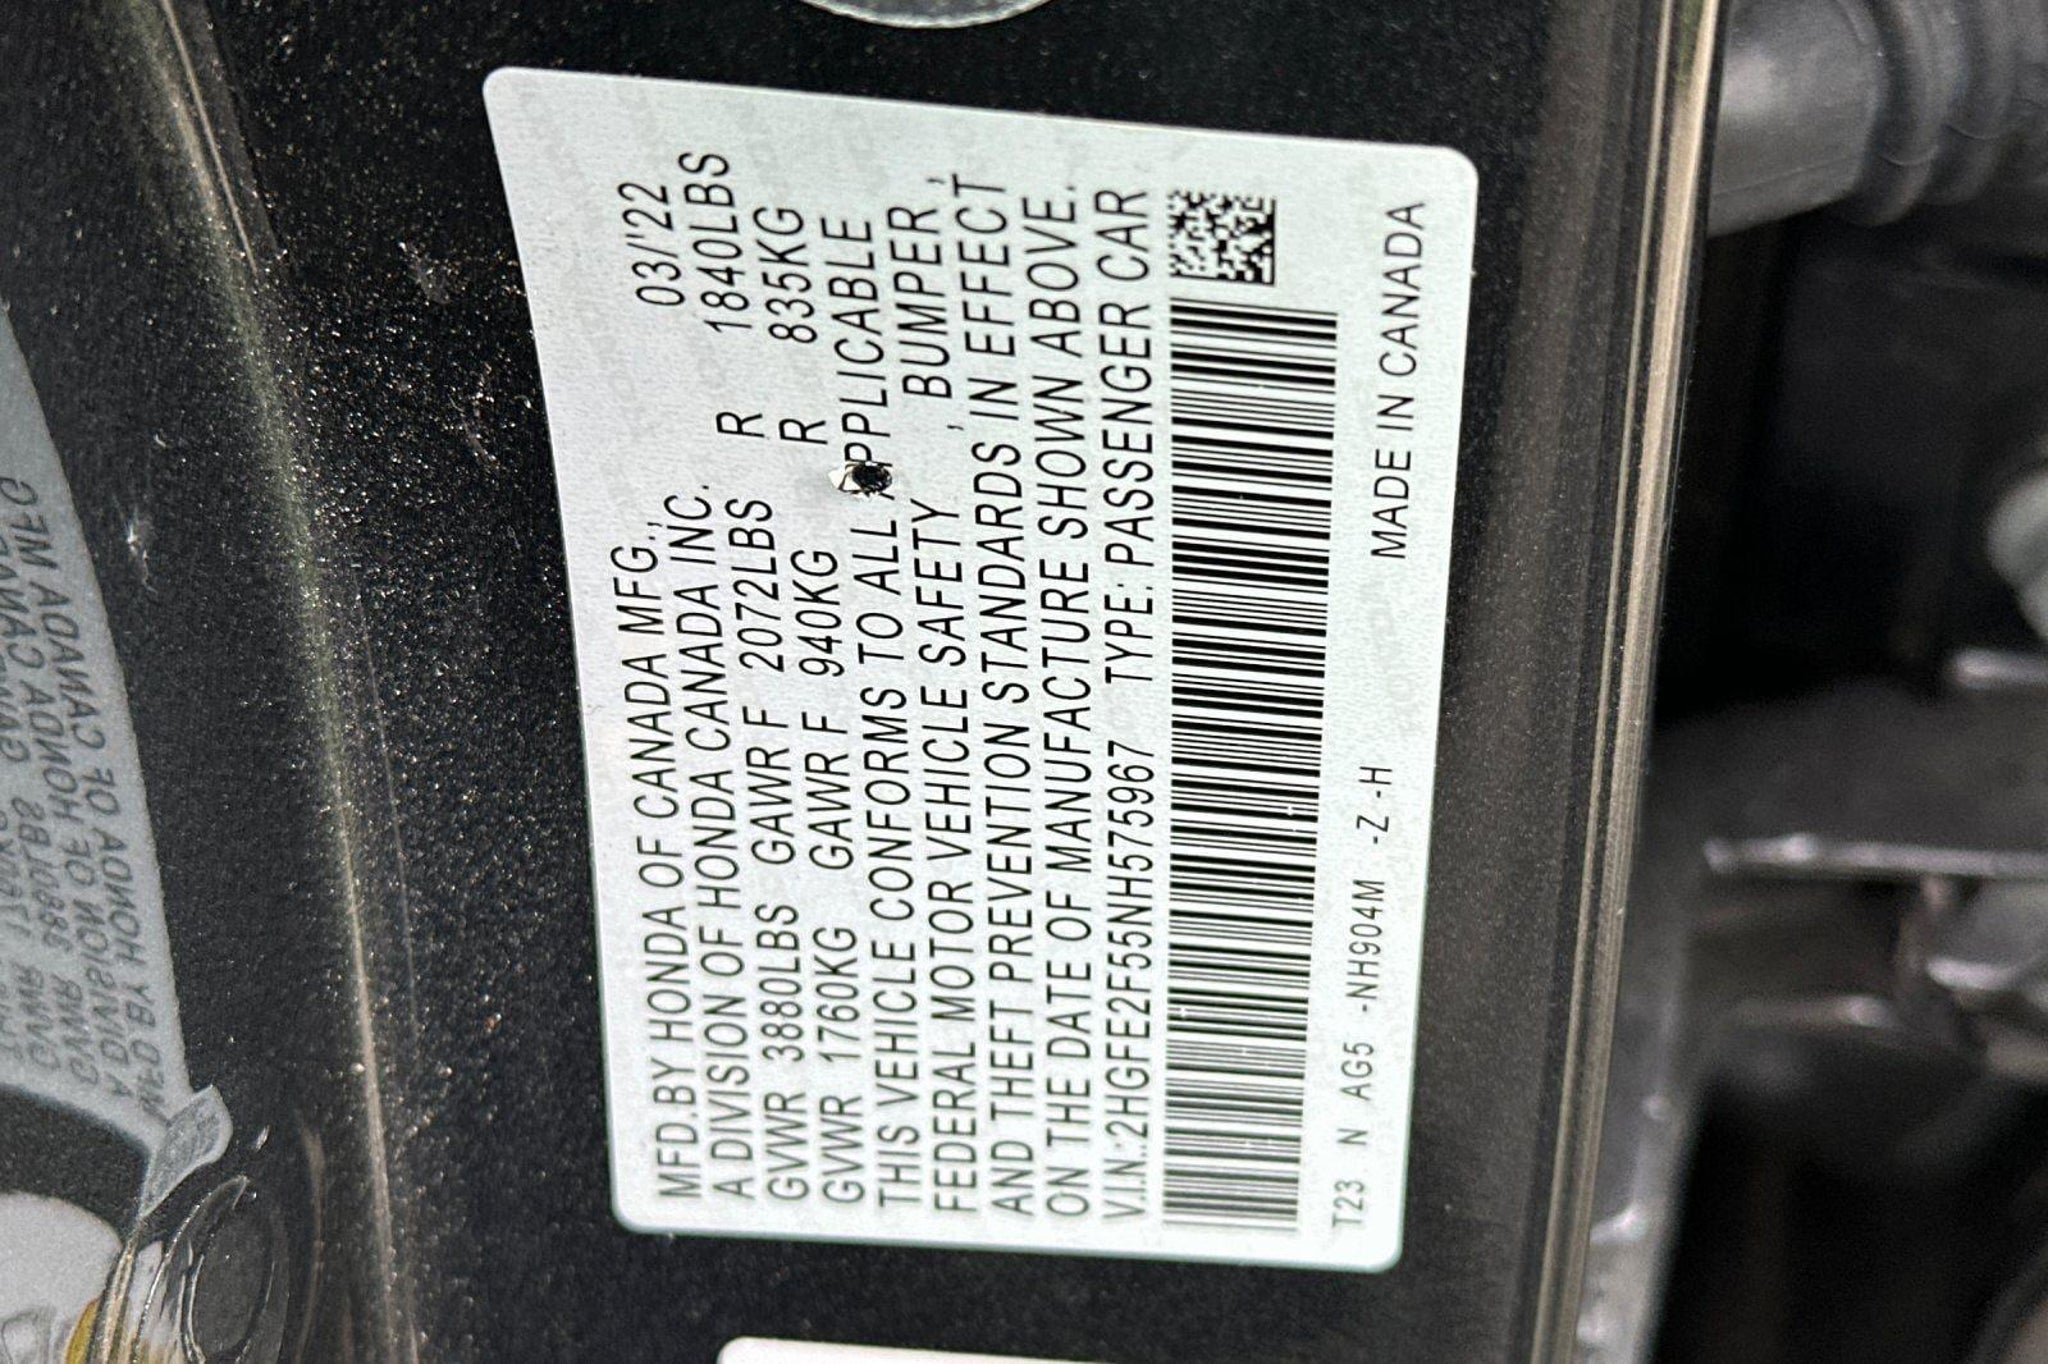 MFD.BY HONDA OF CANADA MFG., 03/'22
A DIVISION OF HONDA CANADA INC.
GVWR 3880LBS GAWR F 2072LBS R 1840LBS
GVWR 1760KG GAWR F 940KG R 835KG
THIS VEHICLE CONFORMS TO ALL APPLICABLE
FEDERAL MOTOR VEHICLE SAFETY , BUMPER ,
AND THEFT PREVENTION STANDARDS IN EFFECT
ON THE DATE OF MANUFACTURE SHOWN ABOVE.
V.I.N.:2HGFE2F55NH575967 TYPE: PASSENGER CAR
T23 N AG5 -NH904M -Z -H MADE IN CANADA